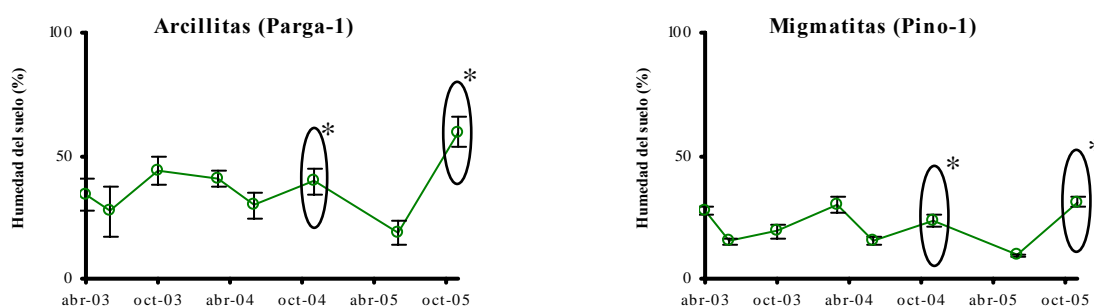 Arcillitas (Parga-1)
Humedad del suelo (%)
100
50
0
*
*
abr-03 oct-03 abr-04 oct-04 abr-05 oct-05
Migmatitas (Pino-1)
Humedad del suelo (%)
100
50
0
*
*
abr-03 oct-03 abr-04 oct-04 abr-05 oct-05